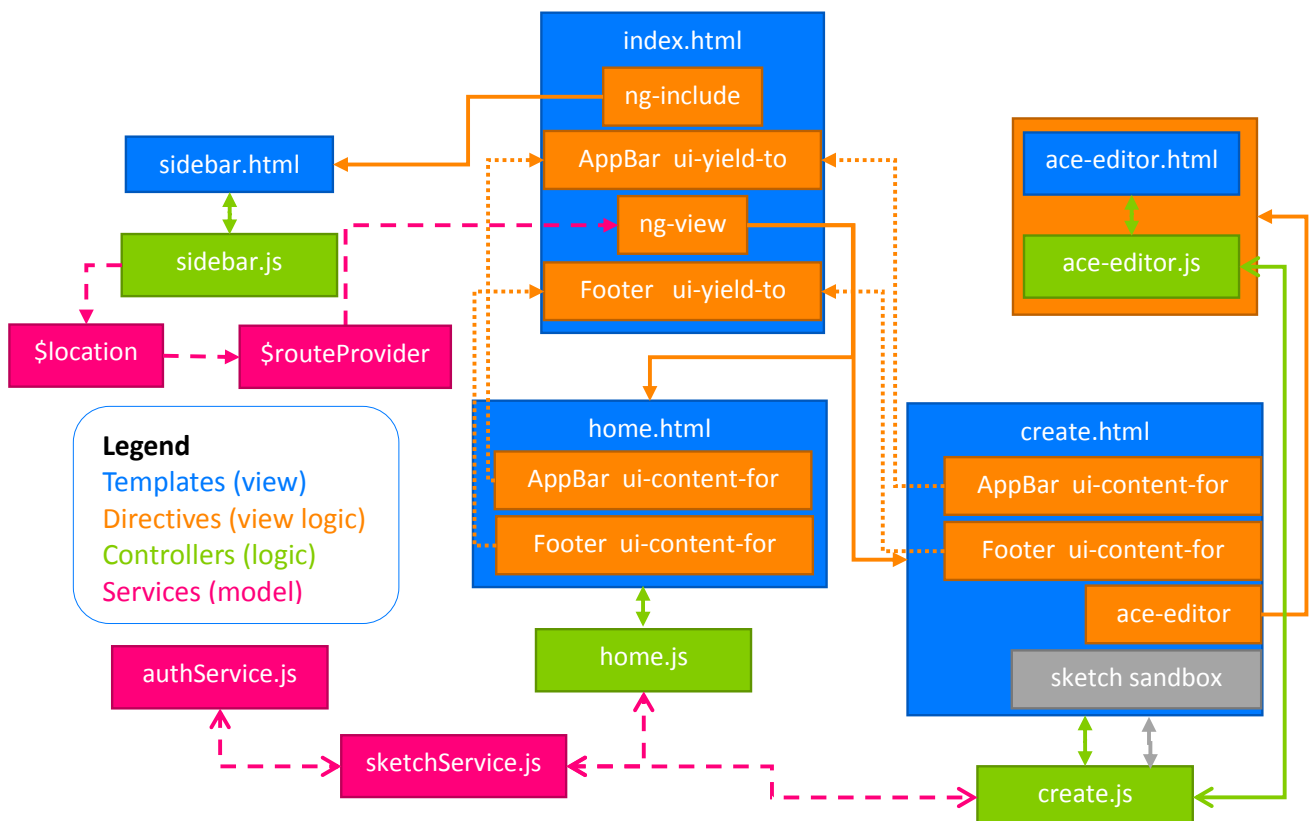 index.html
ng-include
AppBar ui-yield-to
ng-view
Footer ui-yield-to
sidebar.html
sidebar.js
$location
$routeProvider
ace-editor.html
ace-editor.js
Legend
Templates (view)
Directives (view logic)
Controllers (logic)
Services (model)
home.html
AppBar ui-content-for
Footer ui-content-for
home.js
create.html
AppBar ui-content-for
Footer ui-content-for
ace-editor
sketch sandbox
create.js
authService.js
sketchService.js